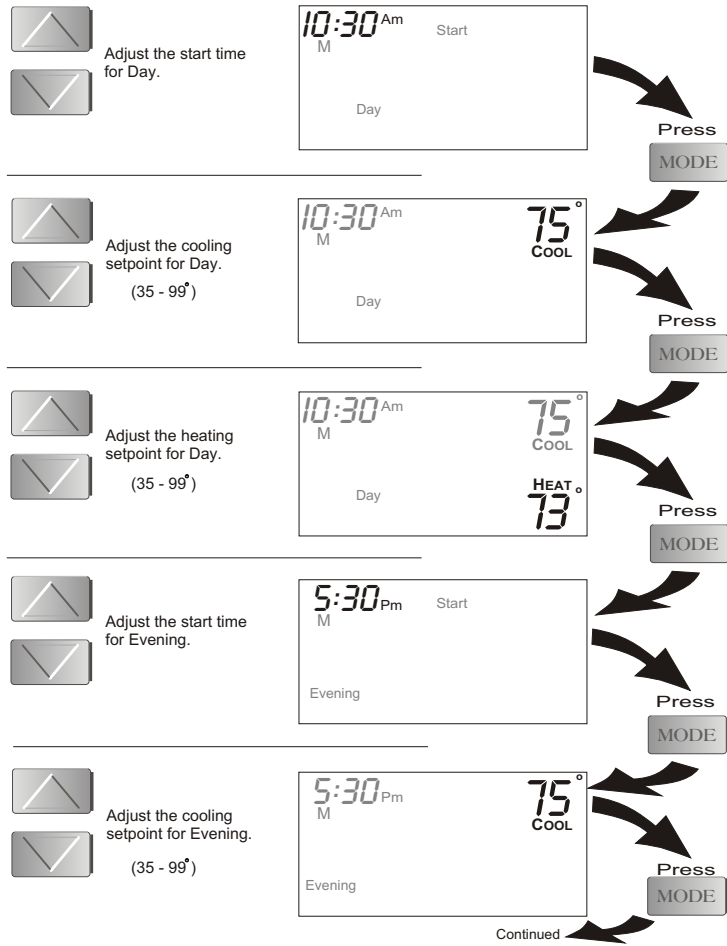 Adjust the start time
for Day.
10:30 Am
Start
M
Day
Press
MODE
Adjust the cooling
setpoint for Day.
(35 - 99°)
10:30 Am
M
75°
COOL
Day
Press
MODE
Adjust the heating
setpoint for Day.
(35 - 99°)
10:30 Am
M
75°
COOL
Day
HEAT
73°
Press
MODE
Adjust the start time
for Evening.
5:30 Pm
Start
M
Evening
Press
MODE
Adjust the cooling
setpoint for Evening.
(35 - 99°)
5:30 Pm
M
75°
COOL
Evening
Press
MODE
Continued